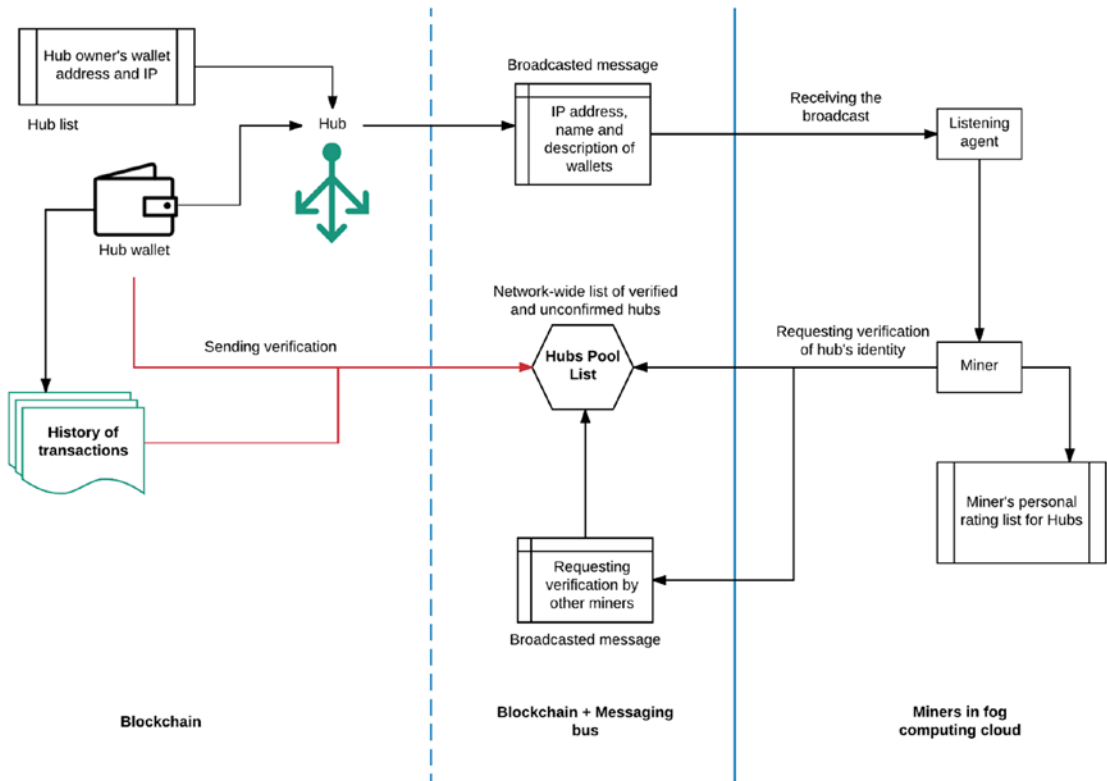 Hub owner's wallet
address and IP
Hub list
Hub
Hub wallet
Sending verification
History of
transactions
Blockchain
Broadcasted message
IP address,
name and
description of
wallets
Network-wide list of verified
and unconfirmed hubs
Hubs Pool
List
Requesting
verification by
other miners
Broadcasted message
Blockchain + Messaging
bus
Receiving the
broadcast
Listening
agent
Requesting verification
of hub's identity
Miner
Miner's personal
rating list for Hubs
Miners in fog
computing cloud